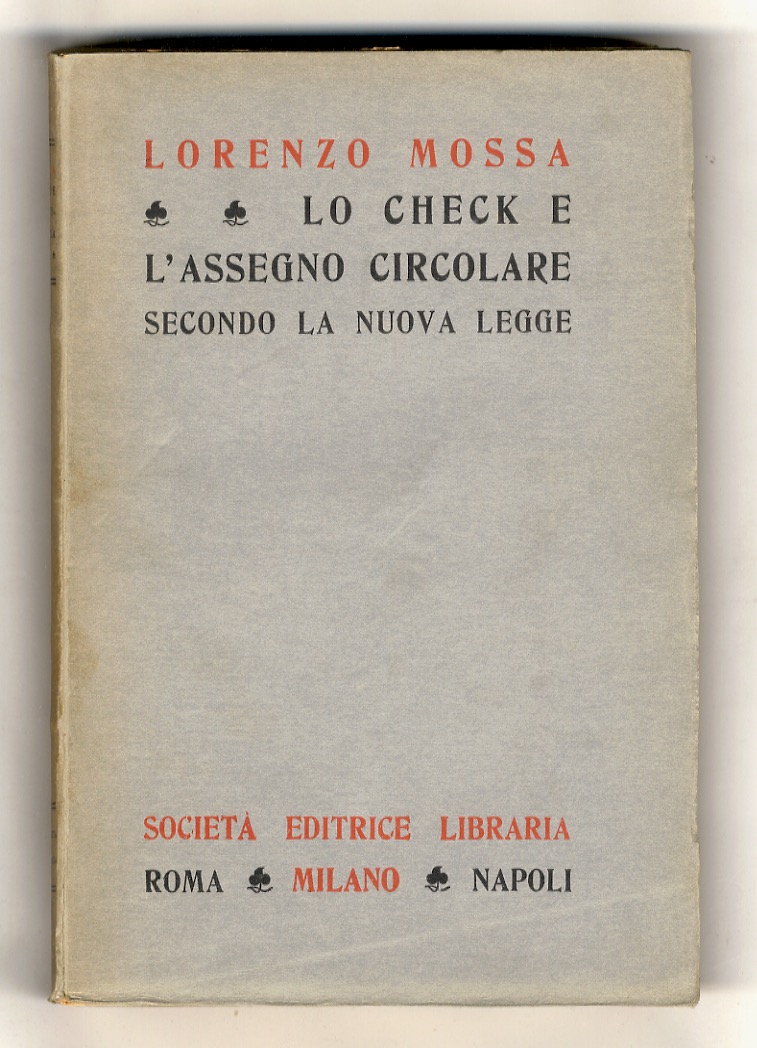 LORENZO MOSSA
LO CHECK E
L'ASSEGNO CIRCOLARE
SECONDO LA NUOVA LEGGE
SOCIETÀ EDITRICE LIBRARIA
ROMA MILANO NAPOLI